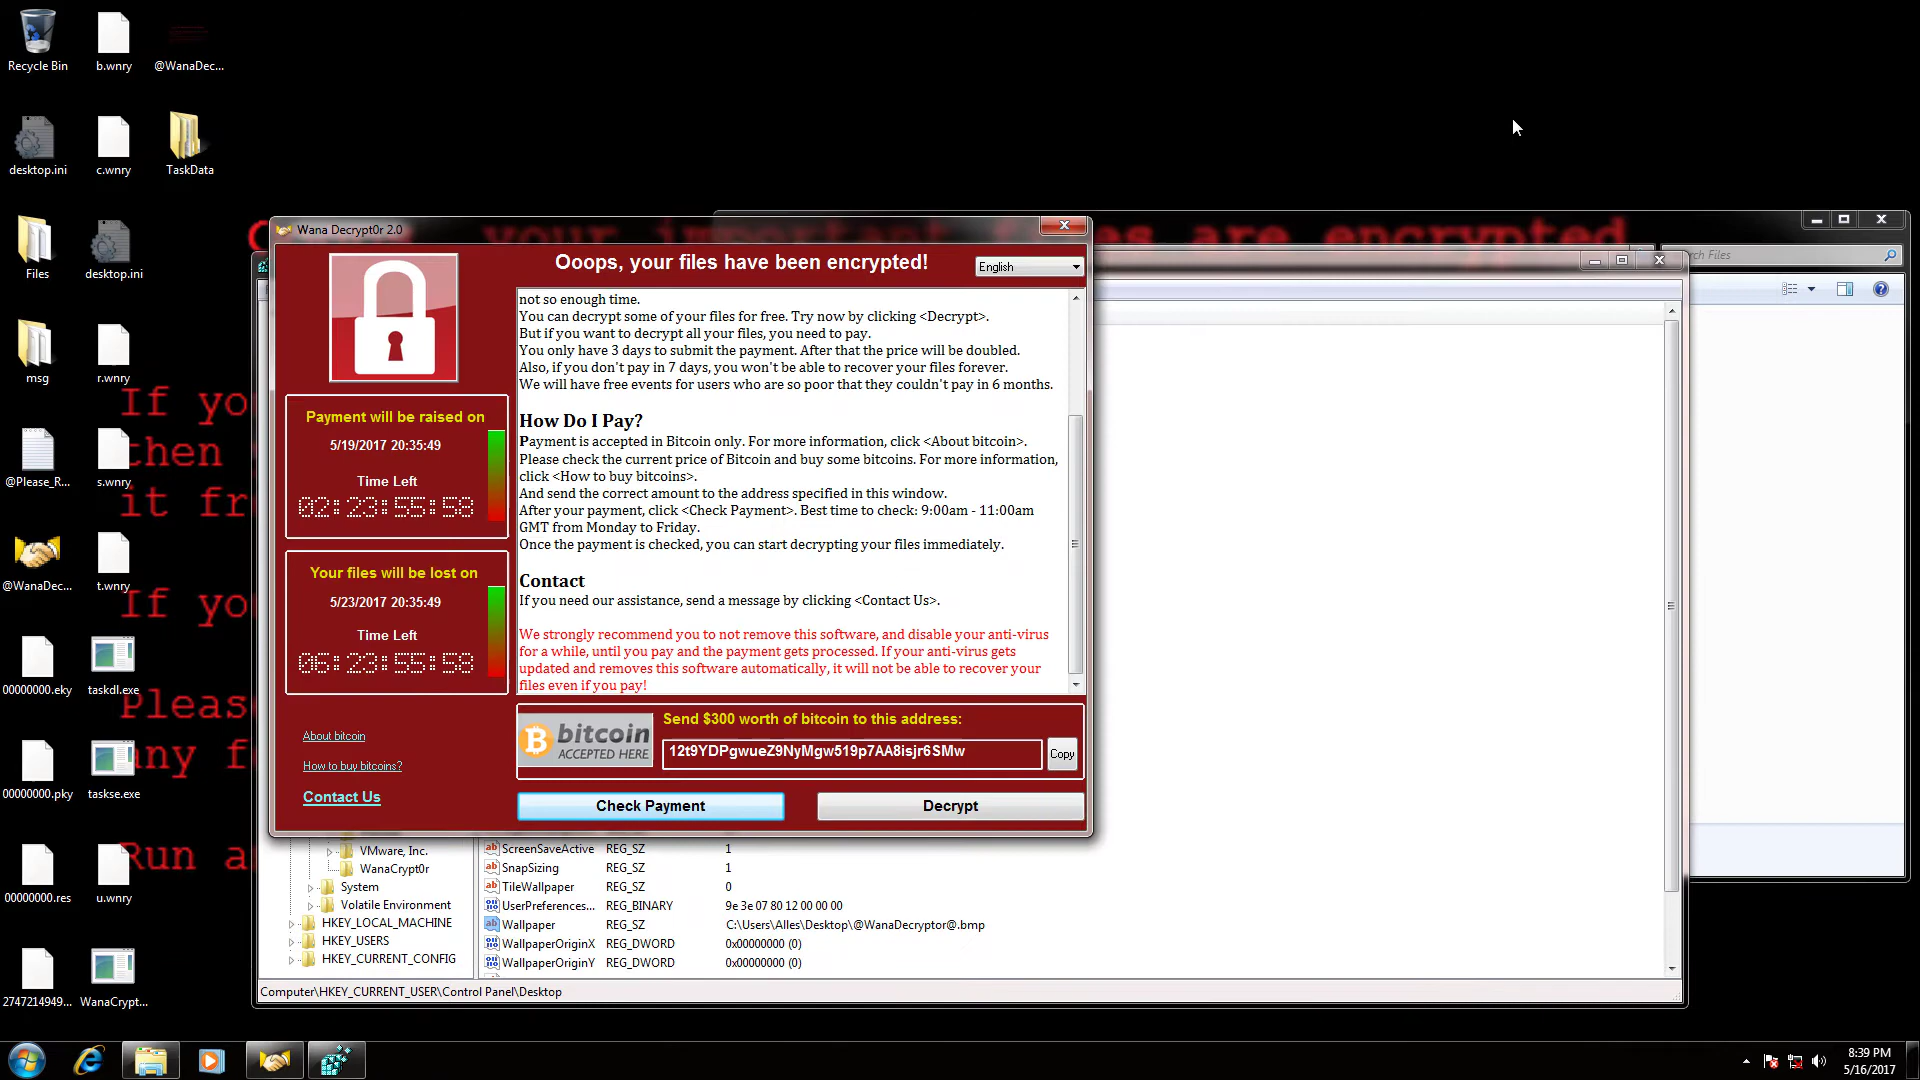 Recycle Bin
b.wnry
@WanaDec...
desktop.ini
c.wnry
TaskData
Files
desktop.ini
msg
r.wnry
@Please_R...
s.wnry
@WanaDec...
t.wnry
00000000.eky
taskdl.exe
00000000.pky
taskse.exe
00000000.res
u.wnry
2747214949...
WanaCrypt...
your important files are encrypted
If yo
then
it fr
If yo
Pleas
any f
Run a
Wana Decrypt0r 2.0
Ooops, your files have been encrypted!
English
Payment will be raised on
5/19/2017 20:35:49
Time Left
02:23:55:58
Your files will be lost on
5/23/2017 20:35:49
Time Left
06:23:55:58
About bitcoin
How to buy bitcoins?
Contact Us
not so enough time.
You can decrypt some of your files for free. Try now by clicking <Decrypt>.
But if you want to decrypt all your files, you need to pay.
You only have 3 days to submit the payment. After that the price will be doubled.
Also, if you don't pay in 7 days, you won't be able to recover your files forever.
We will have free events for users who are so poor that they couldn't pay in 6 months.
How Do I Pay?
Payment is accepted in Bitcoin only. For more information, click <About bitcoin>.
Please check the current price of Bitcoin and buy some bitcoins. For more information,
click <How to buy bitcoins>.
And send the correct amount to the address specified in this window.
After your payment, click <Check Payment>. Best time to check: 9:00am - 11:00am
GMT from Monday to Friday.
Once the payment is checked, you can start decrypting your files immediately.
Contact
If you need our assistance, send a message by clicking <Contact Us>.
We strongly recommend you to not remove this software, and disable your anti-virus
for a while, until you pay and the payment gets processed. If your anti-virus gets
updated and removes this software automatically, it will not be able to recover your
files even if you pay!
bitcoin
ACCEPTED HERE
Send $300 worth of bitcoin to this address:
12t9YDPgwueZ9NyMgw519p7AA8isjr6SMw
Copy
Check Payment
Decrypt
rch Files
VMware, Inc.
WanaCrypt0r
System
Volatile Environment
HKEY_LOCAL_MACHINE
HKEY_USERS
HKEY_CURRENT_CONFIG
ScreenSaveActive REG_SZ 1
SnapSizing REG_SZ 1
TileWallpaper REG_SZ 0
UserPreferences... REG_BINARY 9e 3e 07 80 12 00 00 00
Wallpaper REG_SZ C:\Users\Alles\Desktop\@WanaDecryptor@.bmp
WallpaperOriginX REG_DWORD 0x00000000 (0)
WallpaperOriginY REG_DWORD 0x00000000 (0)
Computer\HKEY_CURRENT_USER\Control Panel\Desktop
8:39 PM
5/16/2017